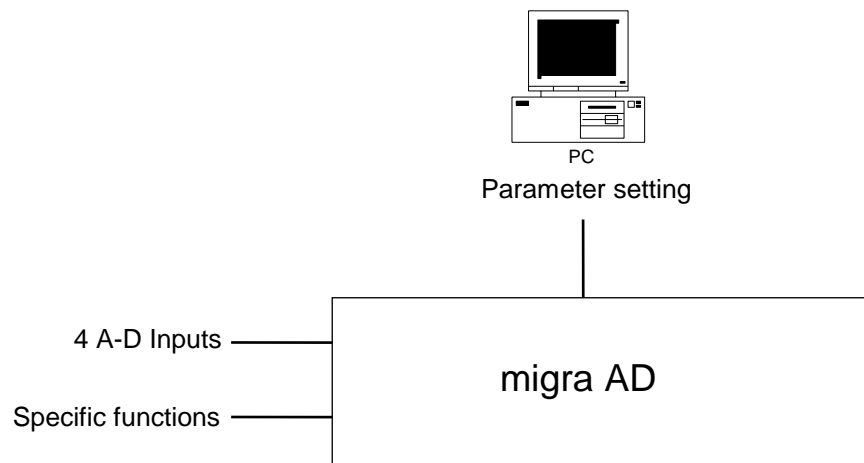 PC
Parameter setting
4 A-D Inputs
migra AD
Specific functions